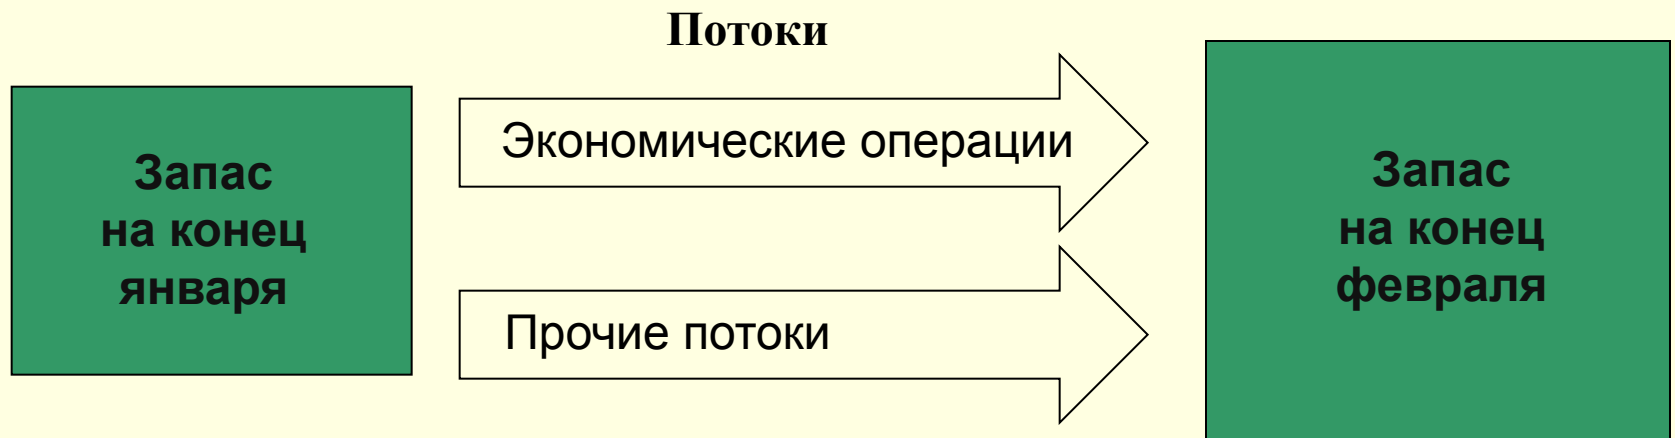 Потоки
Запас
на конец
января
Экономические операции
Прочие потоки
Запас
на конец
февраля